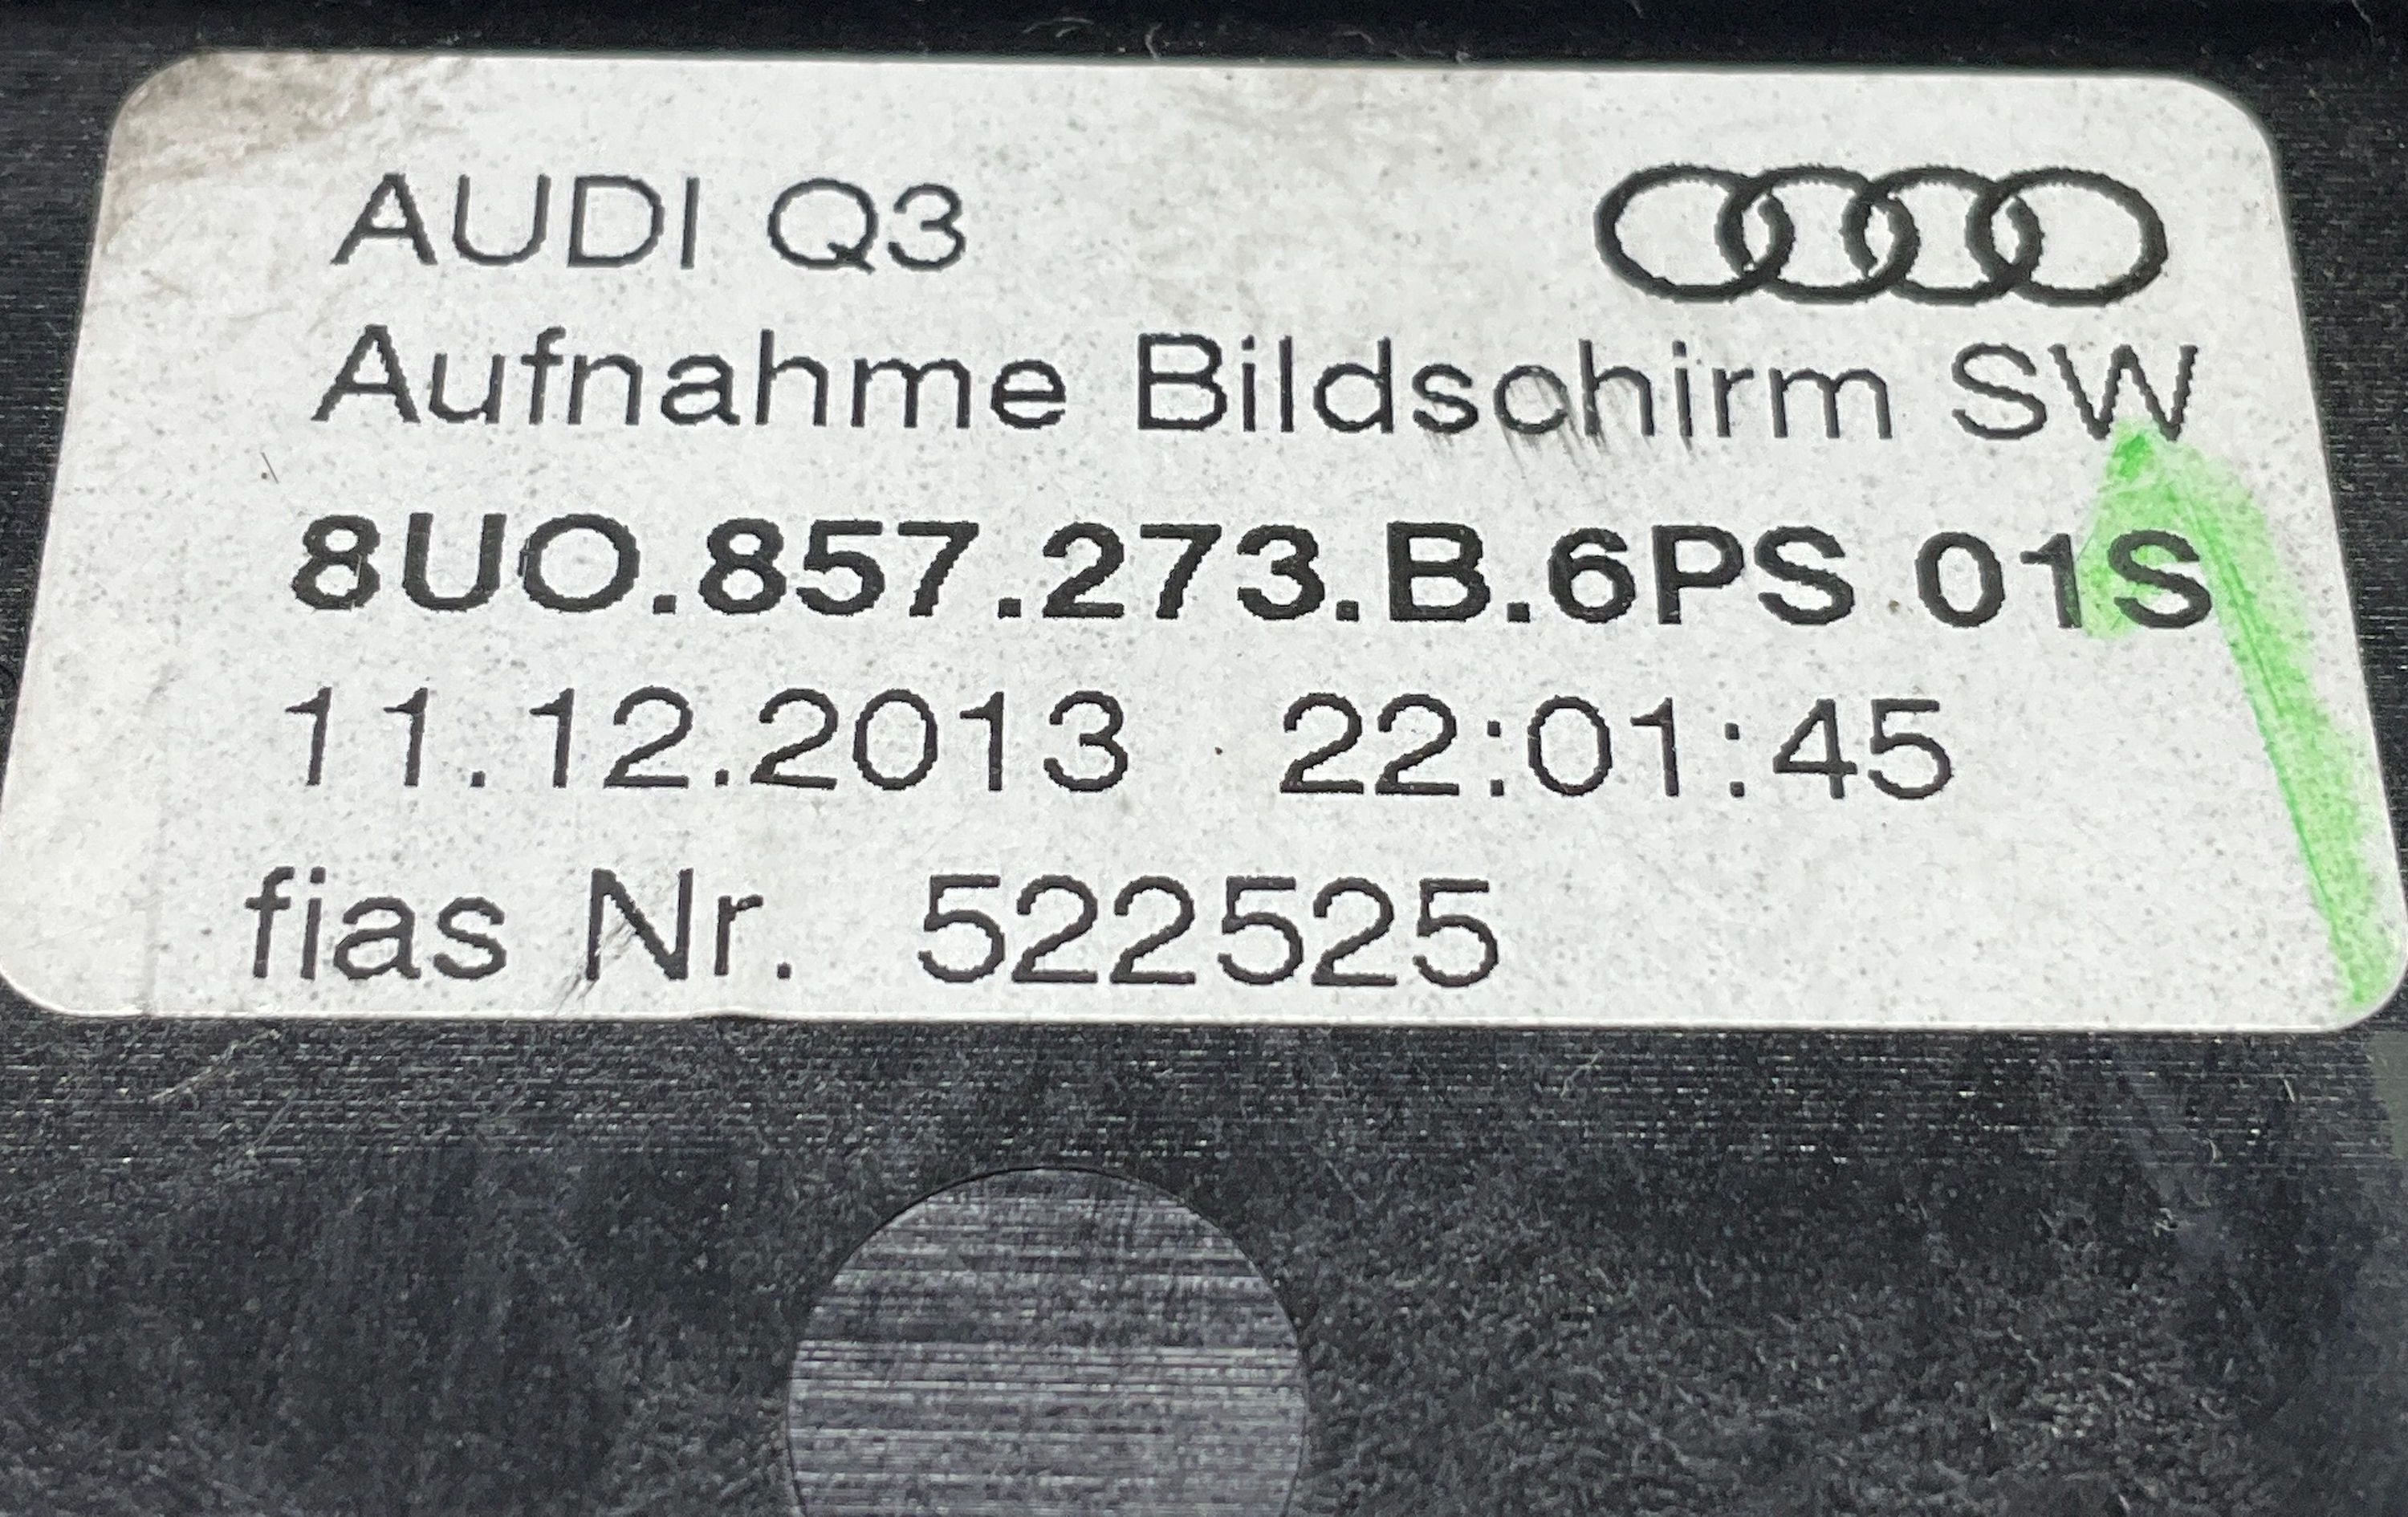 AUDI Q3
Aufnahme Bildschirm SW
8UO.857.273.B.6PS 01S
11.12.2013 22:01:45
fias Nr. 522525